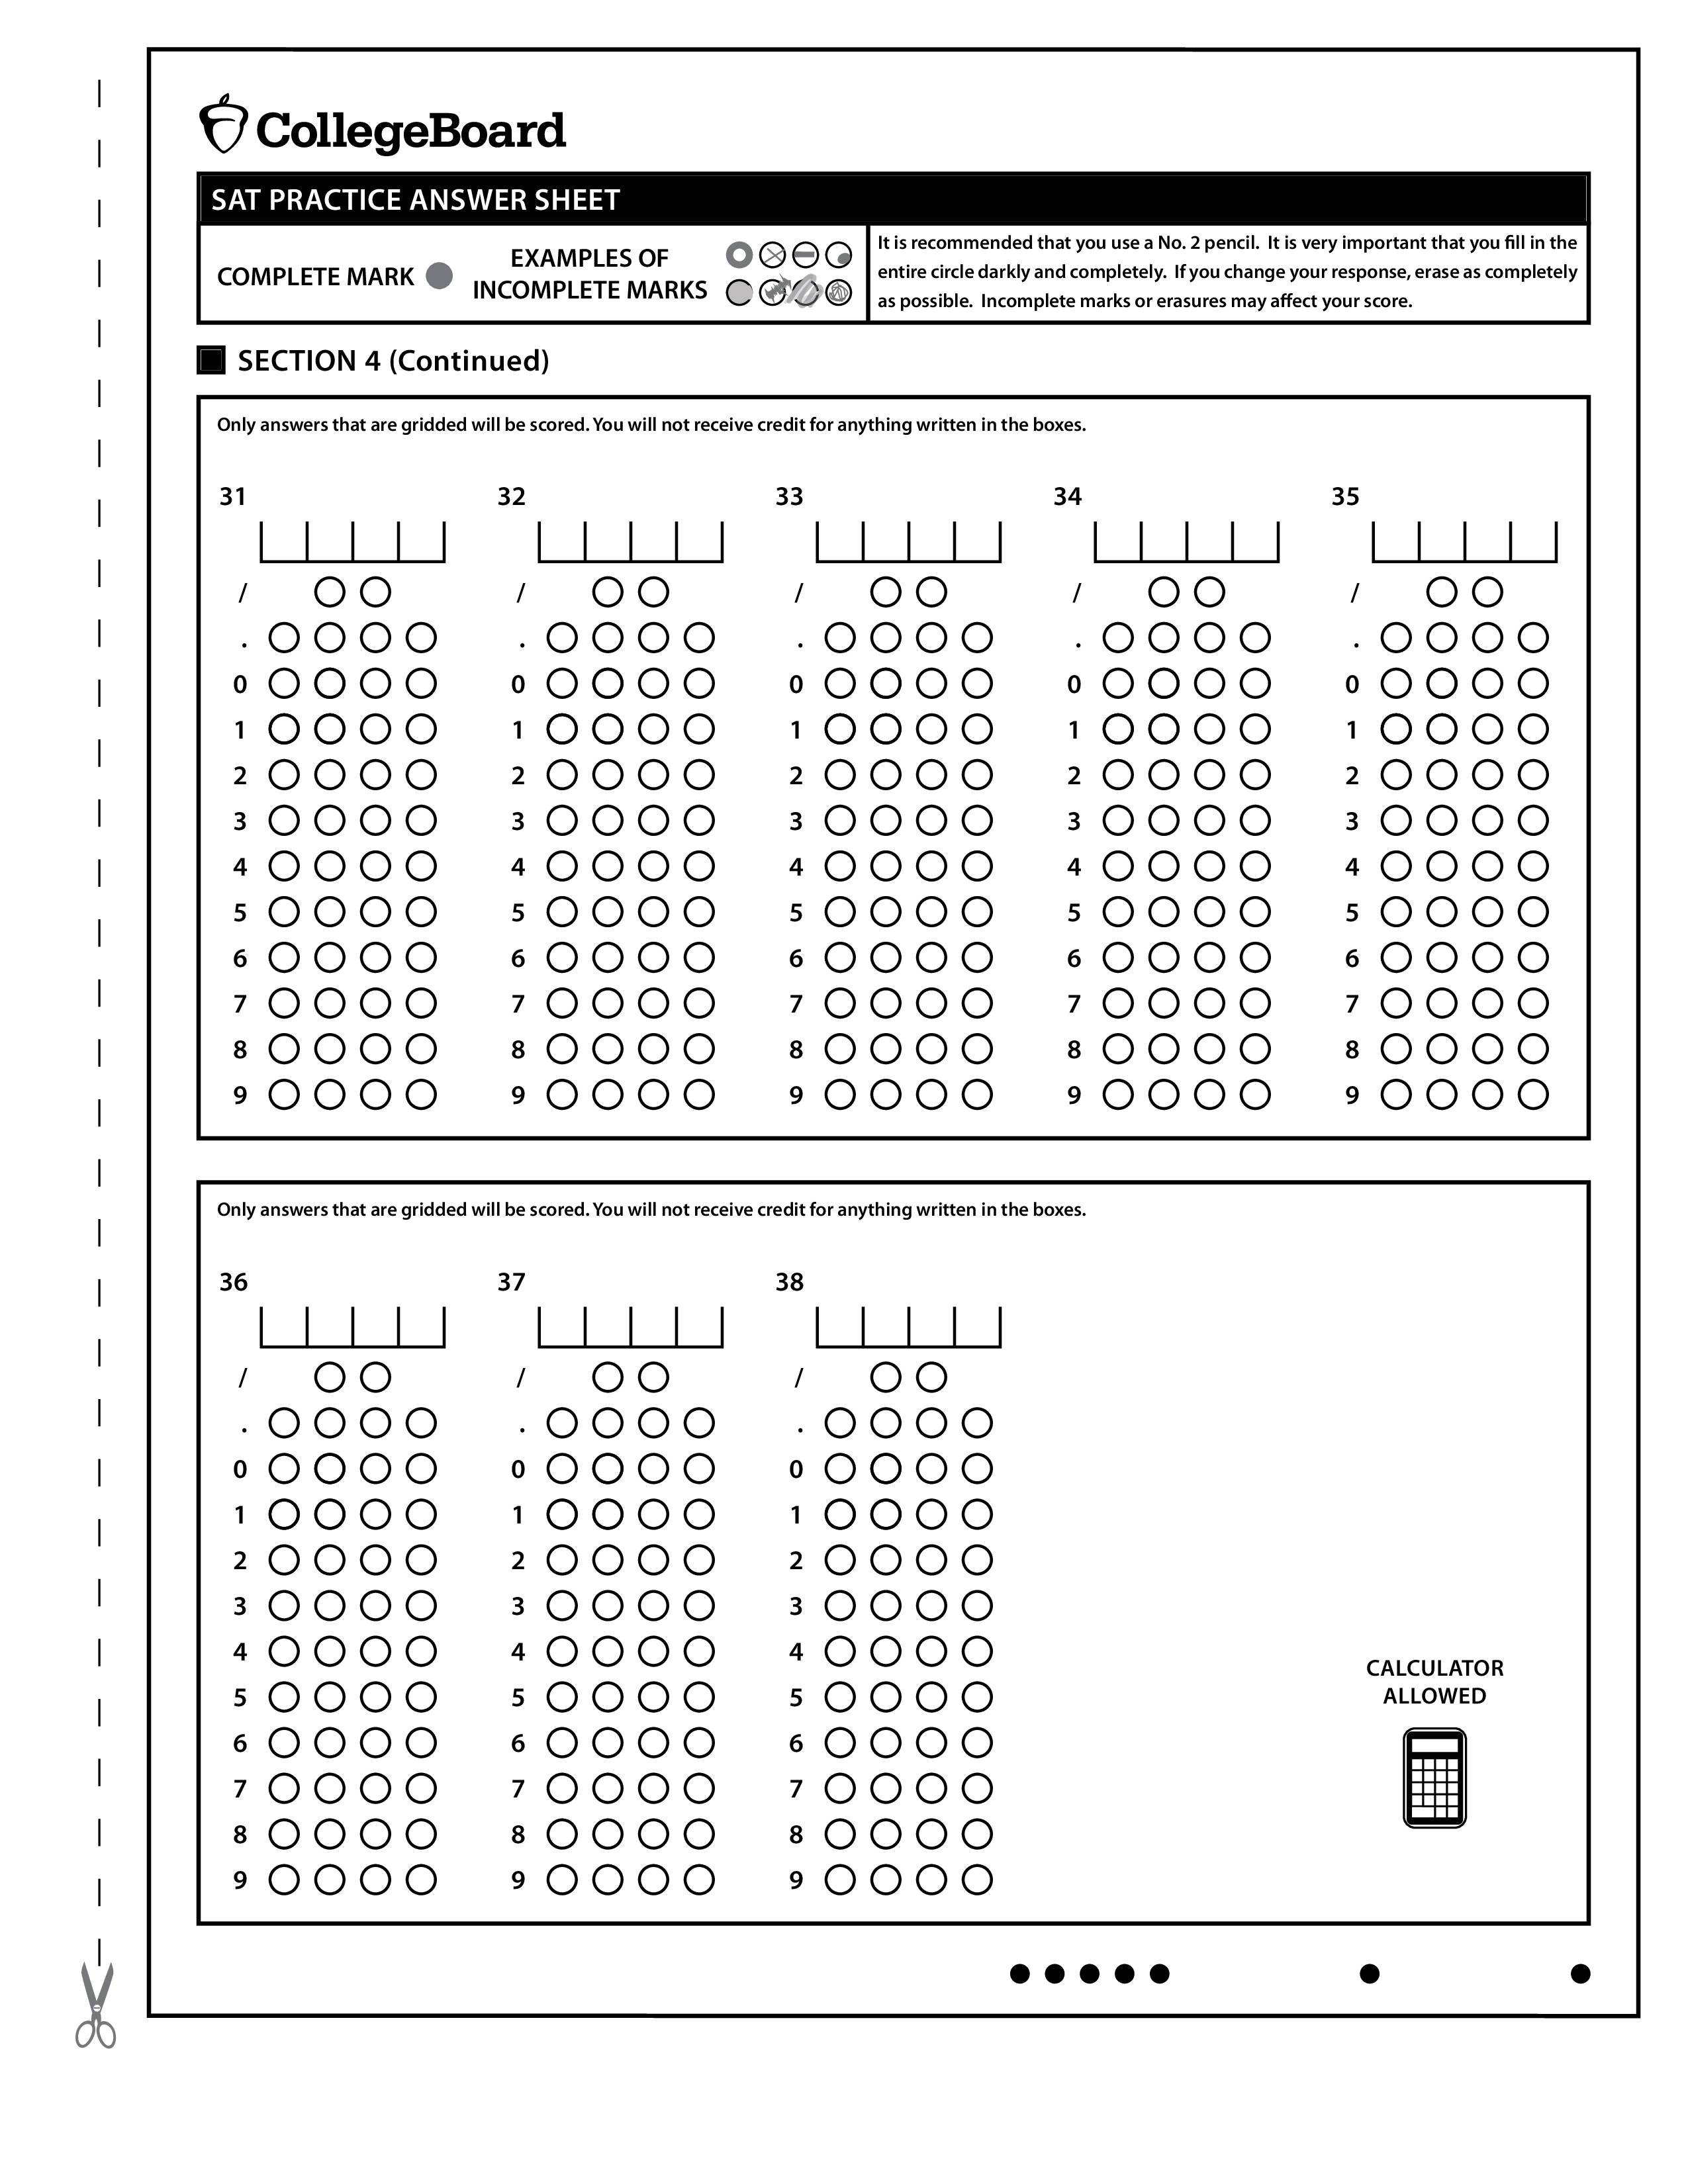 CollegeBoard
SAT PRACTICE ANSWER SHEET
COMPLETE MARK
EXAMPLES OF
INCOMPLETE MARKS
It is recommended that you use a No. 2 pencil. It is very important that you fill in the
entire circle darkly and completely. If you change your response, erase as completely
as possible. Incomplete marks or erasures may affect your score.
SECTION 4 (Continued)
Only answers that are gridded will be scored. You will not receive credit for anything written in the boxes.
31 32 33 34 35
/ / / / /
. . . . .
0 0 0 0 0
1 1 1 1 1
2 2 2 2 2
3 3 3 3 3
4 4 4 4 4
5 5 5 5 5
6 6 6 6 6
7 7 7 7 7
8 8 8 8 8
9 9 9 9 9
Only answers that are gridded will be scored. You will not receive credit for anything written in the boxes.
36 37 38
/ / /
. . .
0 0 0
1 1 1
2 2 2
3 3 3
4 4 4
5 5 5
6 6 6
7 7 7
8 8 8
9 9 9
CALCULATOR
ALLOWED